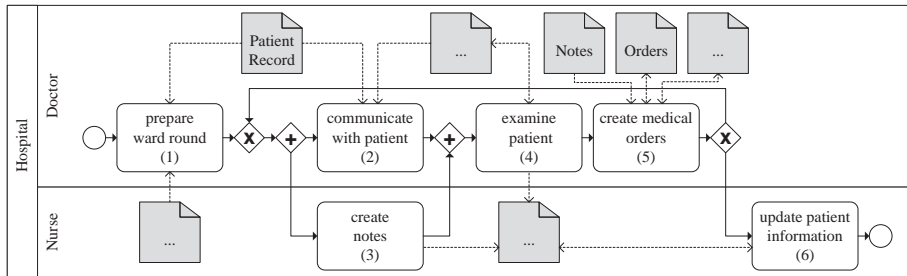 Hospital
Doctor
Patient
Record
...
Notes
Orders
...
prepare
ward round
(1)
X
+
communicate
with patient
(2)
+
examine
patient
(4)
create medical
orders
(5)
X
Nurse
...
create
notes
(3)
...
update patient
information
(6)